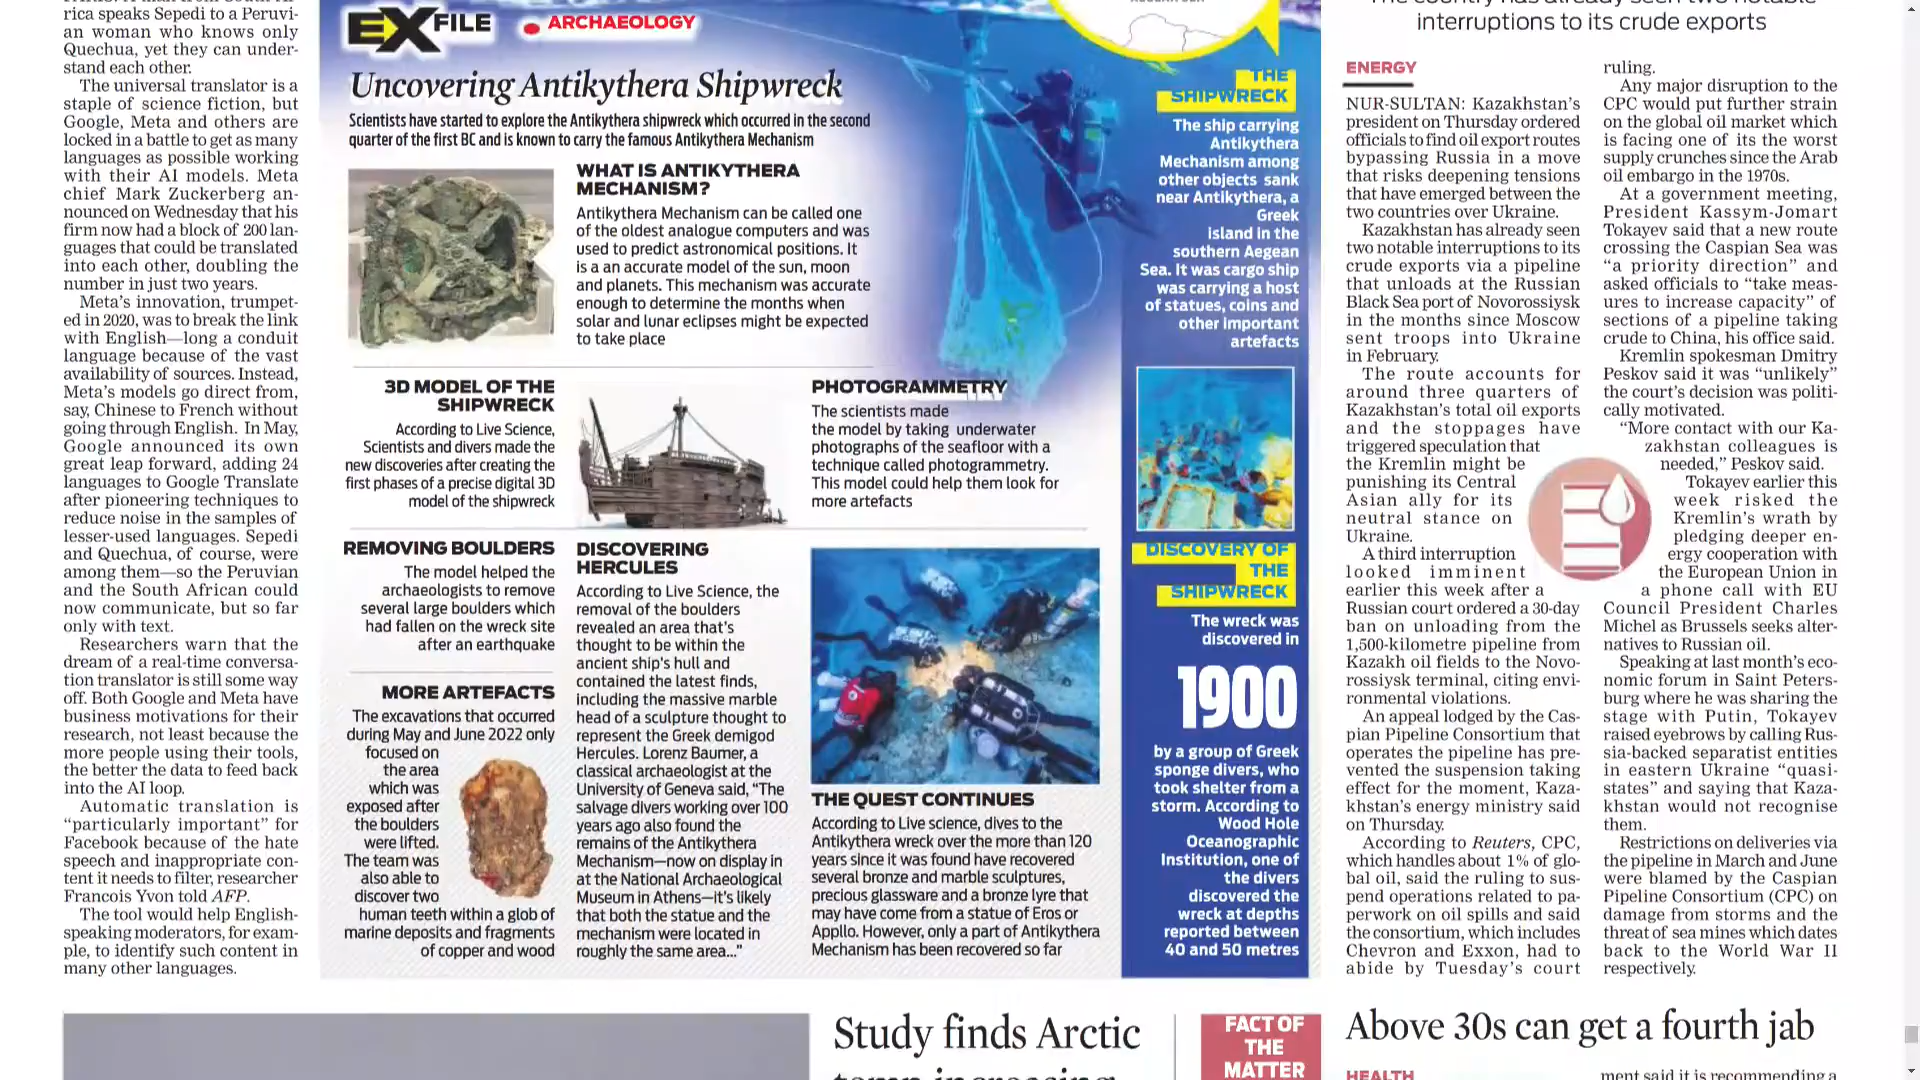 rica speaks Sepedi to a Peruvi-
an woman who knows only
Quechua, yet they can under-
stand each other.
The universal translator is a
staple of science fiction, but
Google, Meta and others are
locked in a battle to get as many
languages as possible working
with their AI models. Meta
chief Mark Zuckerberg an-
nounced on Wednesday that his
firm now had a block of 200 lan-
guages that could be translated
into each other, doubling the
number in just two years.
Meta's innovation, trumpet-
ed in 2020, was to break the link
with English—long a conduit
language because of the vast
availability of sources. Instead,
Meta's models go direct from,
say, Chinese to French without
going through English. In May,
Google announced its own
great leap forward, adding 24
languages to Google Translate
after pioneering techniques to
reduce noise in the samples of
lesser-used languages. Sepedi
and Quechua, of course, were
among them—so the Peruvian
and the South African could
now communicate, but so far
only with text.
Researchers warn that the
dream of a real-time conversa-
tion translator is still some way
off. Both Google and Meta have
business motivations for their
research, not least because the
more people using their tools,
the better the data to feed back
into the AI loop.
Automatic translation is
"particularly important" for
Facebook because of the hate
speech and inappropriate con-
tent it needs to filter, researcher
Francois Yvon told AFP.
The tool would help English-
speaking moderators, for exam-
ple, to identify such content in
many other languages.
EX FILE
ARCHAEOLOGY
Uncovering Antikythera Shipwreck
Scientists have started to explore the Antikythera shipwreck which occurred in the second
quarter of the first BC and is known to carry the famous Antikythera Mechanism
WHAT IS ANTIKYTHERA
MECHANISM?
Antikythera Mechanism can be called one
of the oldest analogue computers and was
used to predict astronomical positions. It
is a an accurate model of the sun, moon
and planets. This mechanism was accurate
enough to determine the months when
solar and lunar eclipses might be expected
to take place
3D MODEL OF THE
SHIPWRECK
According to Live Science,
Scientists and divers made the
new discoveries after creating the
first phases of a precise digital 3D
model of the shipwreck
PHOTOGRAMMETRY
The scientists made
the model by taking underwater
photographs of the seafloor with a
technique called photogrammetry.
This model could help them look for
more artefacts
REMOVING BOULDERS
The model helped the
archaeologists to remove
several large boulders which
had fallen on the wreck site
after an earthquake
MORE ARTEFACTS
The excavations that occurred
during May and June 2022 only
focused on
the area
which was
exposed after
the boulders
were lifted.
The team was
also able to
discover two
human teeth within a glob of
marine deposits and fragments
of copper and wood
DISCOVERING
HERCULES
According to Live Science, the
removal of the boulders
revealed an area that's
thought to be within the
ancient ship's hull and
contained the latest finds,
including the massive marble
head of a sculpture thought to
represent the Greek demigod
Hercules. Lorenz Baumer, a
classical archaeologist at the
University of Geneva said, "The
salvage divers working over 100
years ago also found the
remains of the Antikythera
Mechanism—now on display in
at the National Archaeological
Museum in Athens—it's likely
that both the statue and the
mechanism were located in
roughly the same area..."
THE QUEST CONTINUES
According to Live science, dives to the
Antikythera wreck over the more than 120
years since it was found have recovered
several bronze and marble sculptures,
precious glassware and a bronze lyre that
may have come from a statue of Eros or
Appllo. However, only a part of Antikythera
Mechanism has been recovered so far
THE
SHIPWRECK
The ship carrying
Antikythera
Mechanism among
other objects sank
near Antikythera, a
Greek
island in the
southern Aegean
Sea. It was cargo ship
was carrying a host
of statues, coins and
other important
artefacts
DISCOVERY OF
THE
SHIPWRECK
The wreck was
discovered in
1900
by a group of Greek
sponge divers, who
took shelter from a
storm. According to
Wood Hole
Oceanographic
Institution, one of
the divers
discovered the
wreck at depths
reported between
40 and 50 metres
interruptions to its crude exports
ENERGY
NUR-SULTAN: Kazakhstan's
president on Thursday ordered
officials to find oil export routes
bypassing Russia in a move
that risks deepening tensions
that have emerged between the
two countries over Ukraine.
Kazakhstan has already seen
two notable interruptions to its
crude exports via a pipeline
that unloads at the Russian
Black Sea port of Novorossiysk
in the months since Moscow
sent troops into Ukraine
in February.
The route accounts for
around three quarters of
Kazakhstan's total oil exports
and the stoppages have
triggered speculation that
the Kremlin might be
punishing its Central
Asian ally for its
neutral stance on
Ukraine.
A third interruption
looked imminent
earlier this week after a
Russian court ordered a 30-day
ban on unloading from the
1,500-kilometre pipeline from
Kazakh oil fields to the Novo-
rossiysk terminal, citing envi-
ronmental violations.
An appeal lodged by the Cas-
pian Pipeline Consortium that
operates the pipeline has pre-
vented the suspension taking
effect for the moment, Kaza-
khstan's energy ministry said
on Thursday.
According to Reuters, CPC,
which handles about 1% of glo-
bal oil, said the ruling to sus-
pend operations related to pa-
perwork on oil spills and said
the consortium, which includes
Chevron and Exxon, had to
abide by Tuesday's court
ruling.
Any major disruption to the
CPC would put further strain
on the global oil market which
is facing one of its the worst
supply crunches since the Arab
oil embargo in the 1970s.
At a government meeting,
President Kassym-Jomart
Tokayev said that a new route
crossing the Caspian Sea was
"a priority direction" and
asked officials to "take meas-
ures to increase capacity" of
sections of a pipeline taking
crude to China, his office said.
Kremlin spokesman Dmitry
Peskov said it was "unlikely"
the court's decision was politi-
cally motivated.
"More contact with our Ka-
zakhstan colleagues is
needed," Peskov said.
Tokayev earlier this
week risked the
Kremlin's wrath by
pledging deeper en-
ergy cooperation with
the European Union in
a phone call with EU
Council President Charles
Michel as Brussels seeks alter-
natives to Russian oil.
Speaking at last month's eco-
nomic forum in Saint Peters-
burg where he was sharing the
stage with Putin, Tokayev
raised eyebrows by calling Rus-
sia-backed separatist entities
in eastern Ukraine "quasi-
states" and saying that Kaza-
khstan would not recognise
them.
Restrictions on deliveries via
the pipeline in March and June
were blamed by the Caspian
Pipeline Consortium (CPC) on
damage from storms and the
threat of sea mines which dates
back to the World War II
respectively.
Study finds Arctic
FACT OF
THE
MATTER
Above 30s can get a fourth jab
HEALTH
ment said it is recommending a